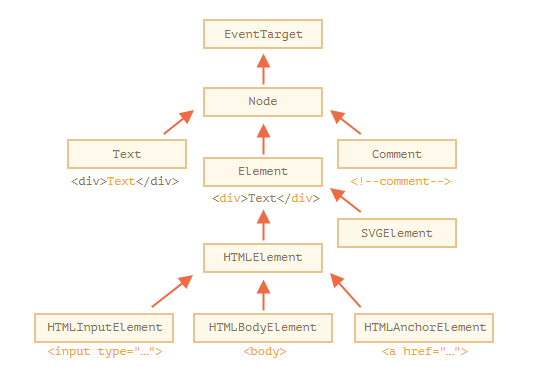 EventTarget
Node
Text
Element
Comment
<div>Text</div>
<div>Text</div>
<!--comment-->
SVGElement
HTMLElement
HTMLInputElement
HTMLBodyElement
HTMLAnchorElement
<input type="…">
<body>
<a href="…">